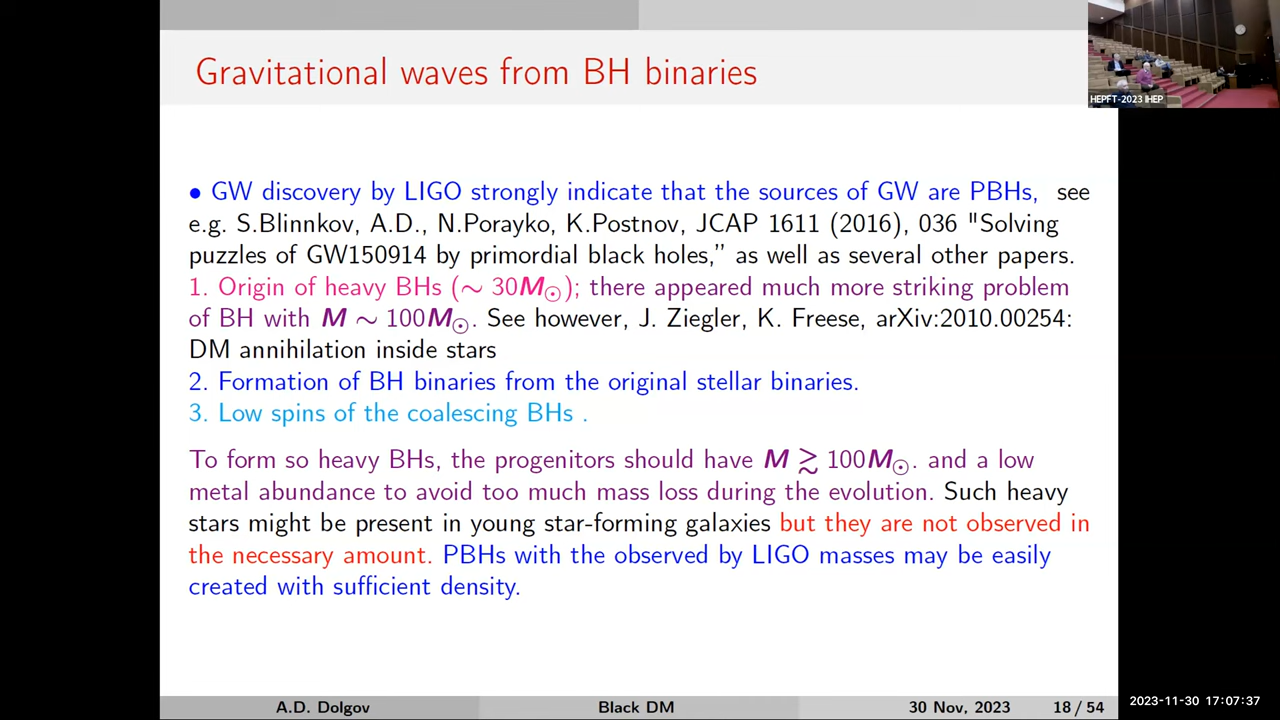 Gravitational waves from BH binaries
HEPFT-2023 IHEP
• GW discovery by LIGO strongly indicate that the sources of GW are PBHs, see
e.g. S.Blinnkov, A.D., N.Porayko, K.Postnov, JCAP 1611 (2016), 036 "Solving
puzzles of GW150914 by primordial black holes,” as well as several other papers.
1. Origin of heavy BHs (∼ 30M⊙); there appeared much more striking problem
of BH with M ∼ 100M⊙. See however, J. Ziegler, K. Freese, arXiv:2010.00254:
DM annihilation inside stars
2. Formation of BH binaries from the original stellar binaries.
3. Low spins of the coalescing BHs .
To form so heavy BHs, the progenitors should have M ≳ 100M⊙. and a low
metal abundance to avoid too much mass loss during the evolution. Such heavy
stars might be present in young star-forming galaxies but they are not observed in
the necessary amount. PBHs with the observed by LIGO masses may be easily
created with sufficient density.
A.D. Dolgov Black DM 30 Nov, 2023 18 / 54
2023-11-30 17:07:37